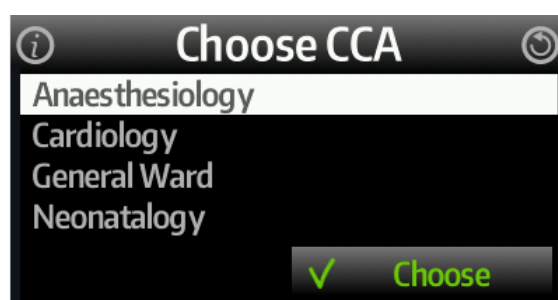 i Choose CCA
Anaesthesiology
Cardiology
General Ward
Neonatalogy
Choose